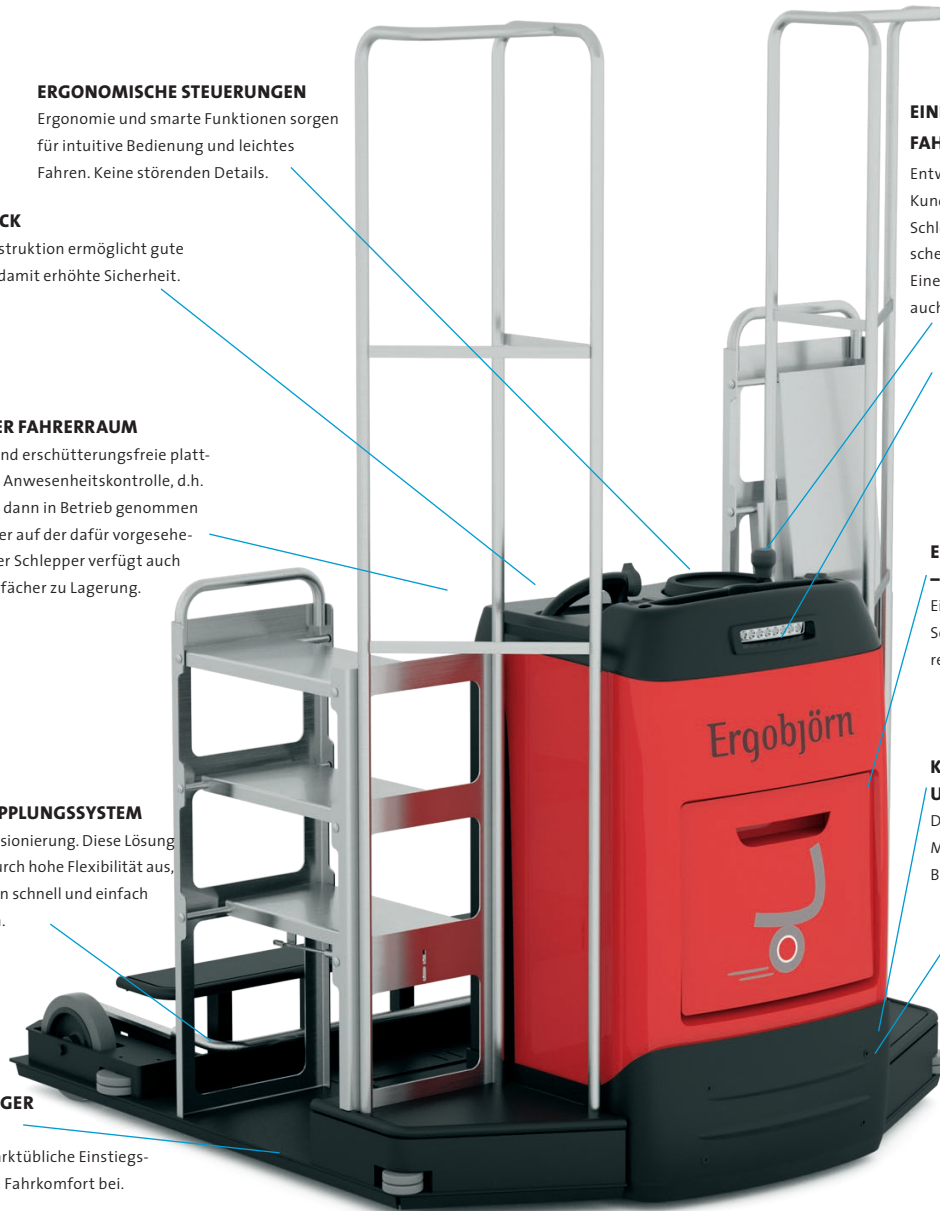 ERGONOMISCHE STEUERUNGEN
Ergonomie und smarte Funktionen sorgen
für intuitive Bedienung und leichtes
Fahren. Keine störenden Details.
CK
struktion ermöglicht gute
damit erhöhte Sicherheit.
ER FAHRERRAUM
nd erschütterungsfreie platt-
Anwesenheitskontrolle, d.h.
dann in Betrieb genommen
er auf der dafür vorgesehe-
er Schlepper verfügt auch
fächer zu Lagerung.
PPLUNGSSYSTEM
sionierung. Diese Lösung
urch hohe Flexibilität aus,
n schnell und einfach
.
GER
rktübliche Einstiegs-
Fahrkomfort bei.
EIN
FAH
Entw
Kund
Schle
sche
Eine
auch
E
–
Ei
Se
re
K
U
D
M
B
Ergobjörn